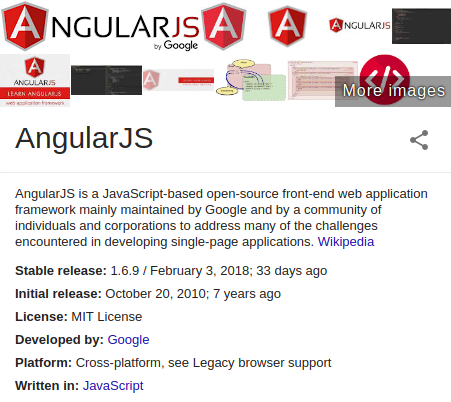 ANGULARJS
by Google
ANGULARJS
ANGULARJS
LEARN ANGULARJS
web application framework
More images
AngularJS
AngularJS is a JavaScript-based open-source front-end web application
framework mainly maintained by Google and by a community of
individuals and corporations to address many of the challenges
encountered in developing single-page applications. Wikipedia
Stable release: 1.6.9 / February 3, 2018; 33 days ago
Initial release: October 20, 2010; 7 years ago
License: MIT License
Developed by: Google
Platform: Cross-platform, see Legacy browser support
Written in: JavaScript